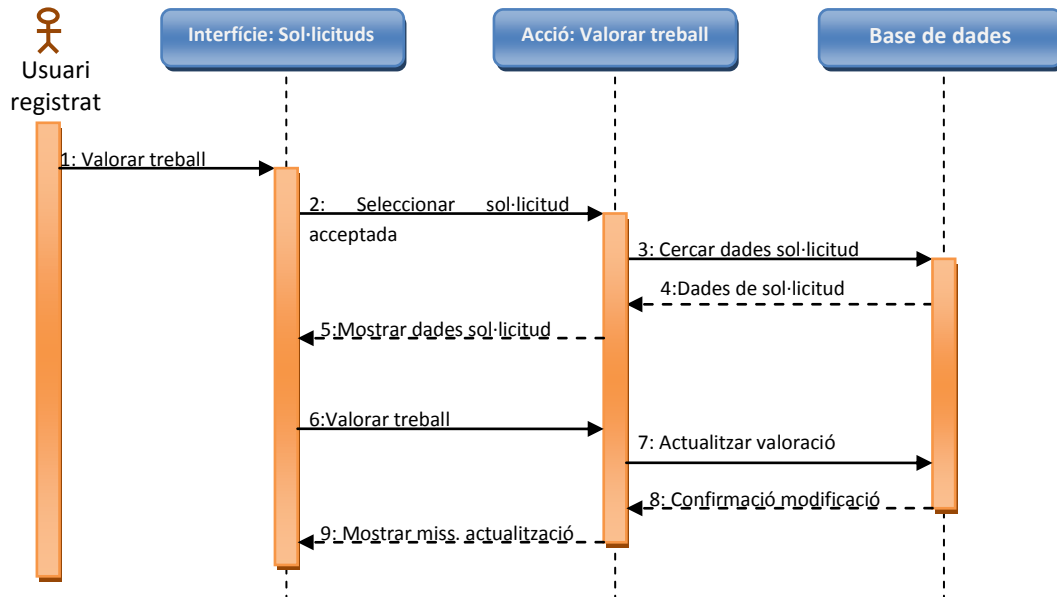 Interfície: Sol·licituds
Acció: Valorar treball
Base de dades
Usuari
registrat
1: Valorar treball
2: Seleccionar sol·licitud
acceptada
3: Cercar dades sol·licitud
4:Dades de sol·licitud
5:Mostrar dades sol·licitud
6:Valorar treball
7: Actualitzar valoració
8: Confirmació modificació
9: Mostrar miss. actualització